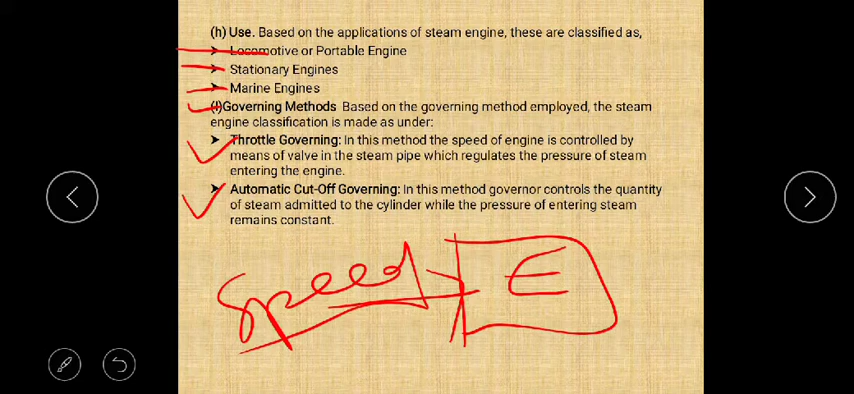 (h) Use. Based on the applications of steam engine, these are classified as,
➤ Locomotive or Portable Engine
➤ Stationary Engines
➤ Marine Engines
(I)Governing Methods Based on the governing method employed, the steam
engine classification is made as under:
➤ Throttle Governing: In this method the speed of engine is controlled by
means of valve in the steam pipe which regulates the pressure of steam
entering the engine.
➤ Automatic Cut-Off Governing: In this method governor controls the quantity
of steam admitted to the cylinder while the pressure of entering steam
remains constant.
Speed E